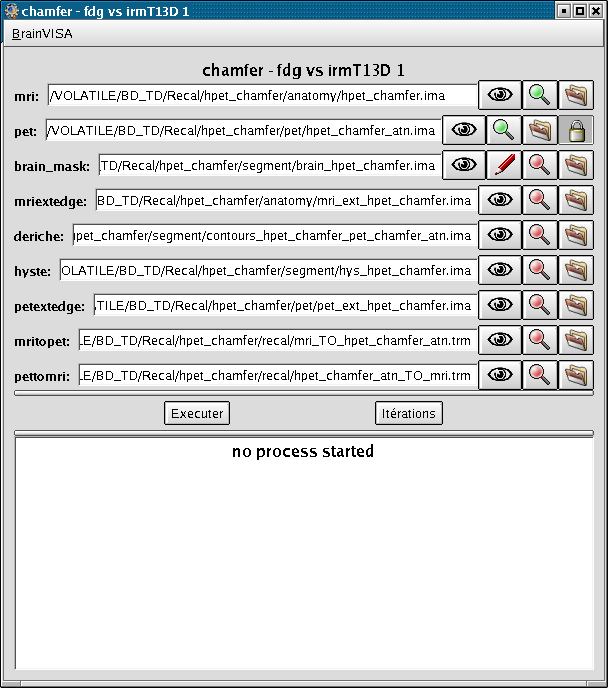 chamfer - fdg vs irmT13D 1
BrainVISA
chamfer - fdg vs irmT13D 1
mri: /VOLATILE/BD_TD/Recal/hpet_chamfer/anatomy/hpet_chamfer.ima
pet: /VOLATILE/BD_TD/Recal/hpet_chamfer/pet/hpet_chamfer_atn.ima
brain_mask: TD/Recal/hpet_chamfer/segment/brain_hpet_chamfer.ima
mriextedge: BD_TD/Recal/hpet_chamfer/anatomy/mri_ext_hpet_chamfer.ima
deriche: hpet_chamfer/segment/contours_hpet_chamfer_pet_chamfer_atn.ima
hyste: OLATILE/BD_TD/Recal/hpet_chamfer/segment/hys_hpet_chamfer.ima
petextedge: TILE/BD_TD/Recal/hpet_chamfer/pet/pet_ext_hpet_chamfer.ima
mritopet: LE/BD_TD/Recal/hpet_chamfer/recal/mri_TO_hpet_chamfer_atn.trm
pettomri: LE/BD_TD/Recal/hpet_chamfer/recal/hpet_chamfer_atn_TO_mri.trm
Executer Itérations
no process started